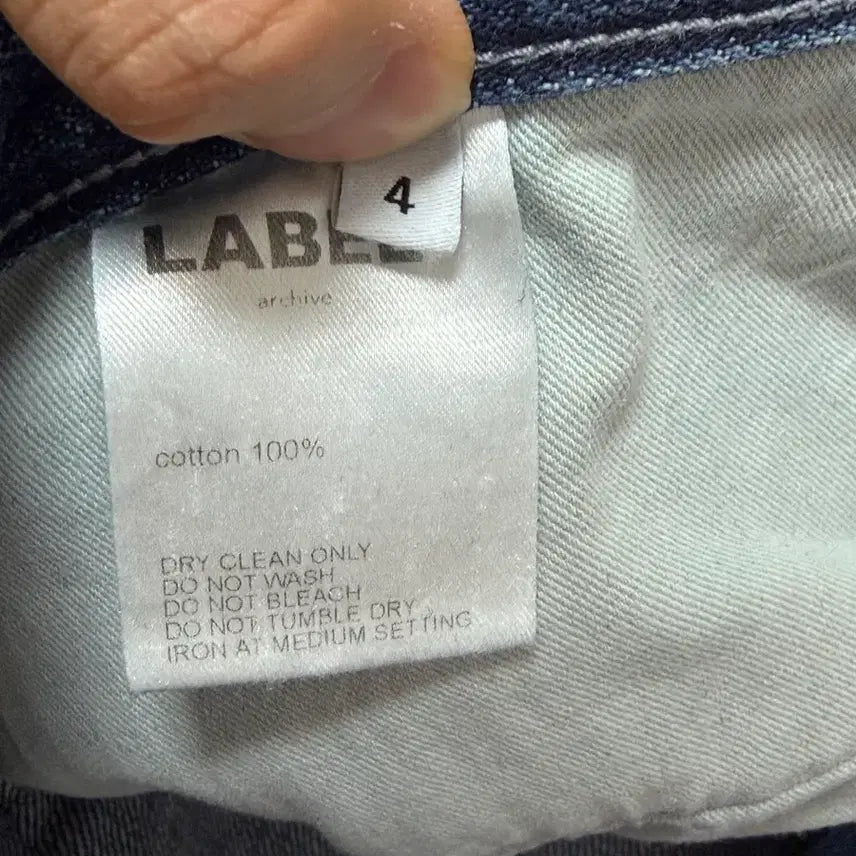 4
LABEL
archive
cotton 100%
DRY CLEAN ONLY
DO NOT WASH
DO NOT BLEACH
DO NOT TUMBLE DRY
IRON AT MEDIUM SETTING